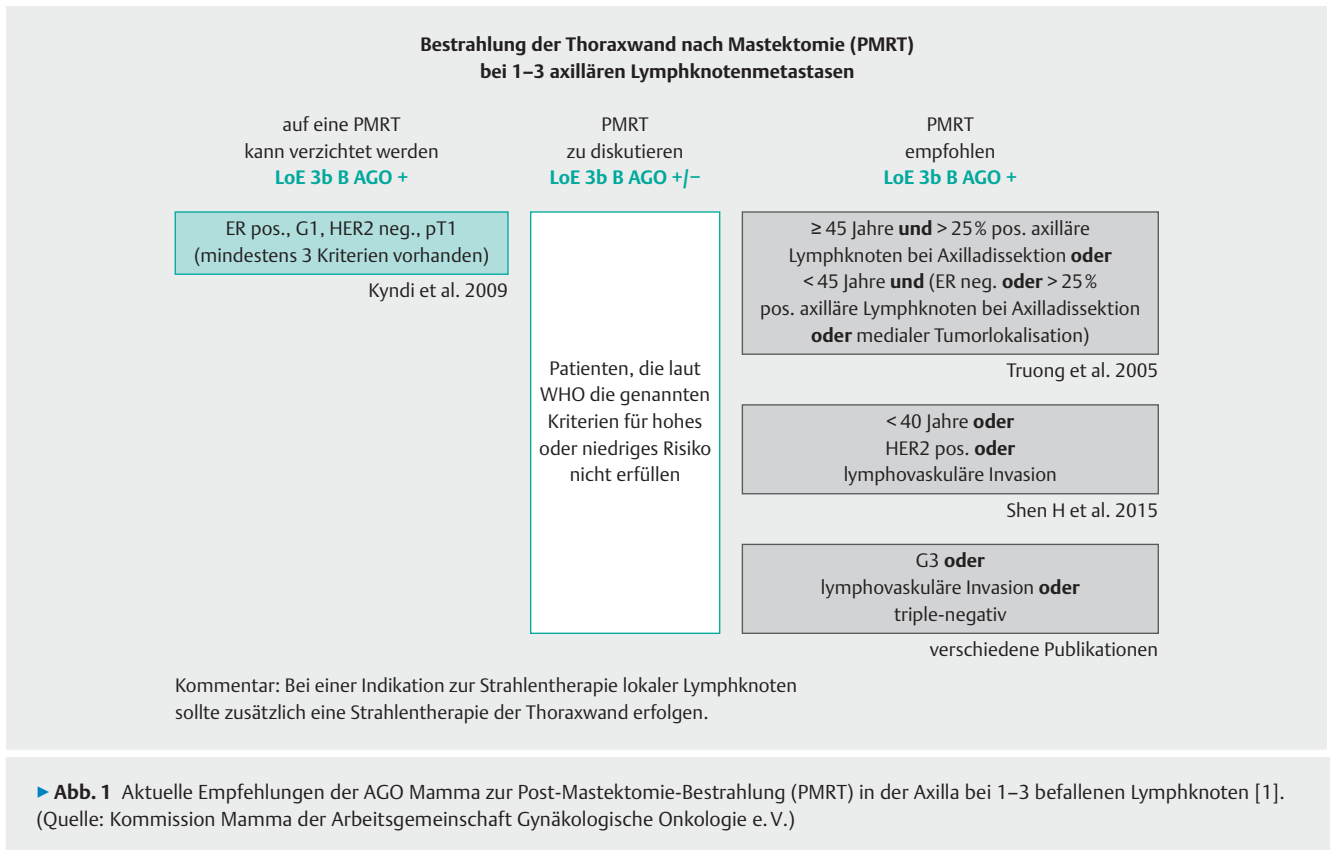 Bestrahlung der Thoraxwand nach Mastektomie (PMRT)
bei 1–3 axillären Lymphknotenmetastasen
auf eine PMRT
kann verzichtet werden
LoE 3b B AGO +
ER pos., G1, HER2 neg., pT1
(mindestens 3 Kriterien vorhanden)
Kyndi et al. 2009
PMRT
zu diskutieren
LoE 3b B AGO +/−
Patienten, die laut
WHO die genannten
Kriterien für hohes
oder niedriges Risiko
nicht erfüllen
PMRT
empfohlen
LoE 3b B AGO +
≥ 45 Jahre und > 25% pos. axilläre
Lymphknoten bei Axilladissektion oder
< 45 Jahre und (ER neg. oder > 25%
pos. axilläre Lymphknoten bei Axilladissektion
oder medialer Tumorlokalisation)
Truong et al. 2005
< 40 Jahre oder
HER2 pos. oder
lymphovaskuläre Invasion
Shen H et al. 2015
G3 oder
lymphovaskuläre Invasion oder
triple-negativ
verschiedene Publikationen
Kommentar: Bei einer Indikation zur Strahlentherapie lokaler Lymphknoten
sollte zusätzlich eine Strahlentherapie der Thoraxwand erfolgen.
▶ Abb. 1 Aktuelle Empfehlungen der AGO Mamma zur Post-Mastektomie-Bestrahlung (PMRT) in der Axilla bei 1–3 befallenen Lymphknoten [1].
(Quelle: Kommission Mamma der Arbeitsgemeinschaft Gynäkologische Onkologie e. V.)